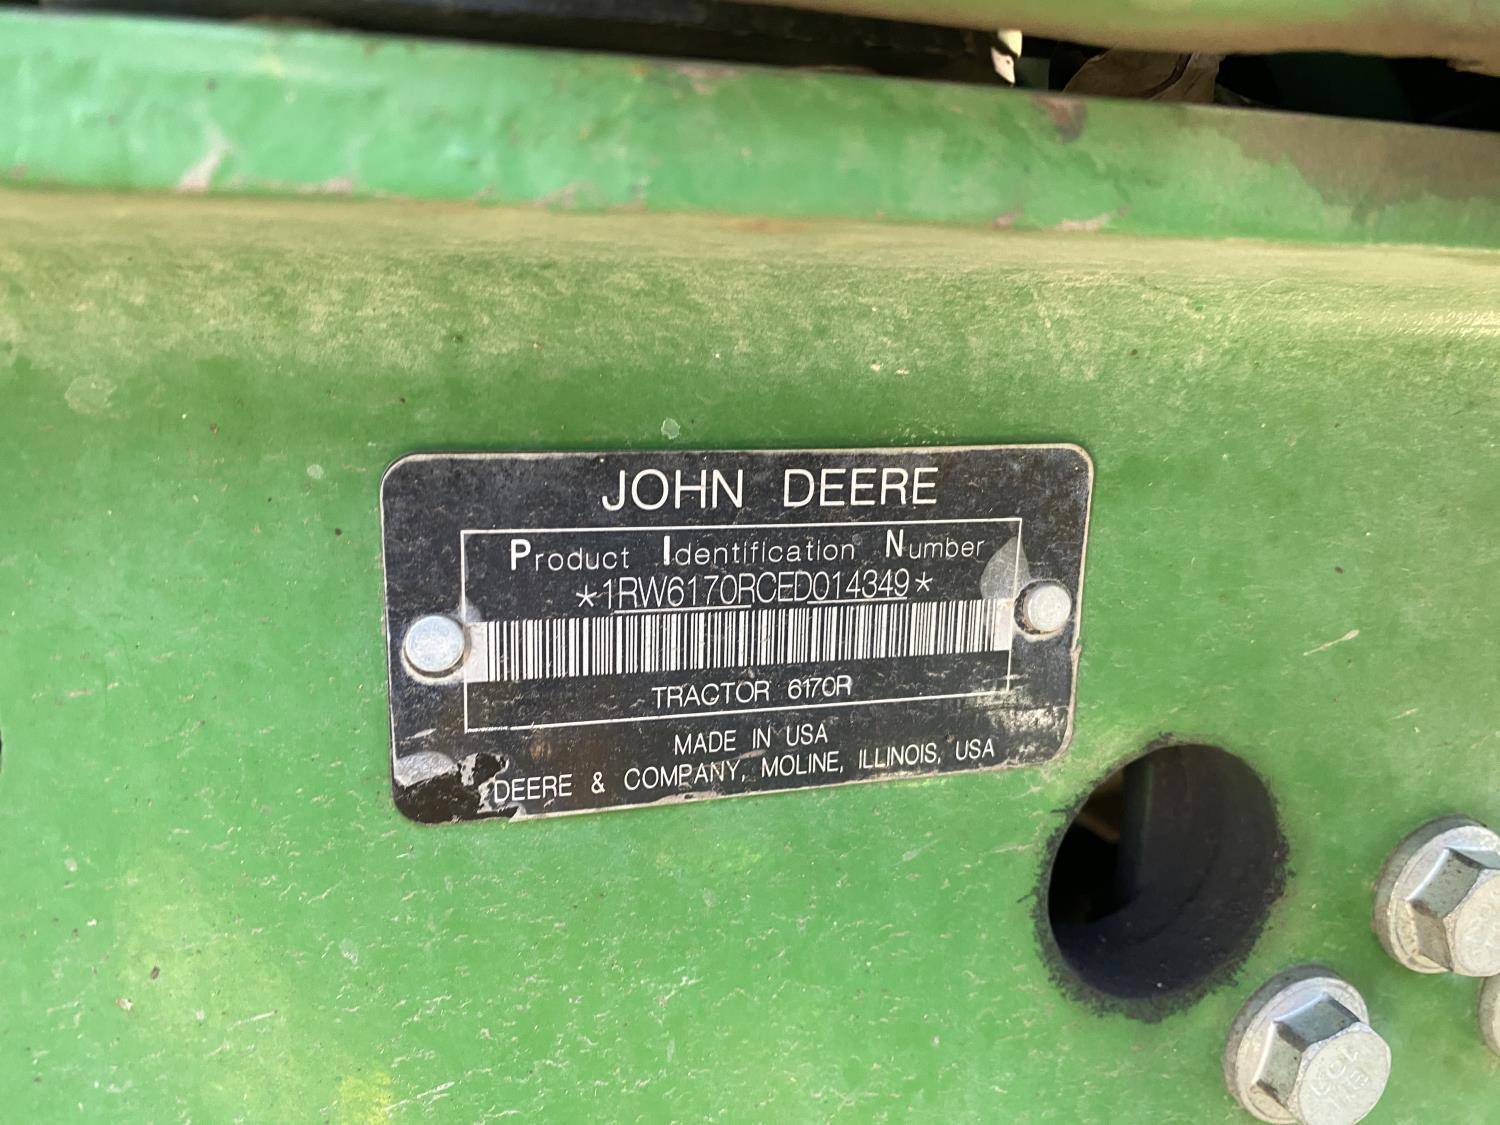 JOHN DEERE
Product Identification Number
*1RW6170RCED014349*
TRACTOR 6170R
MADE IN USA
DEERE & COMPANY, MOLINE, ILLINOIS, USA